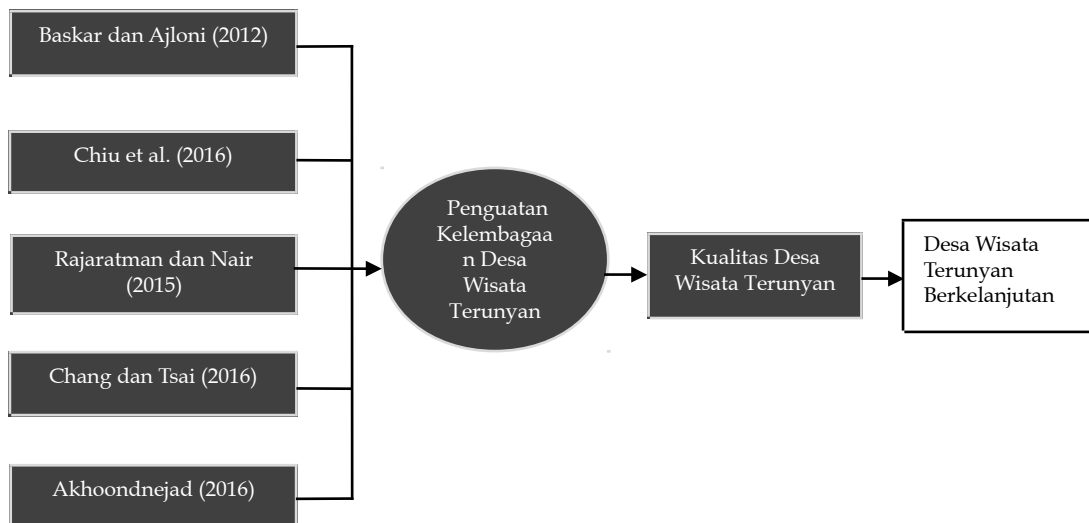 Baskar dan Ajloni (2012)
Chiu et al. (2016)
Rajaratman dan Nair
(2015)
Chang dan Tsai (2016)
Akhoondnejad (2016)
Penguatan
Kelembagaa
n Desa
Wisata
Terunyan
Kualitas Desa
Wisata Terunyan
Desa Wisata
Terunyan
Berkelanjutan